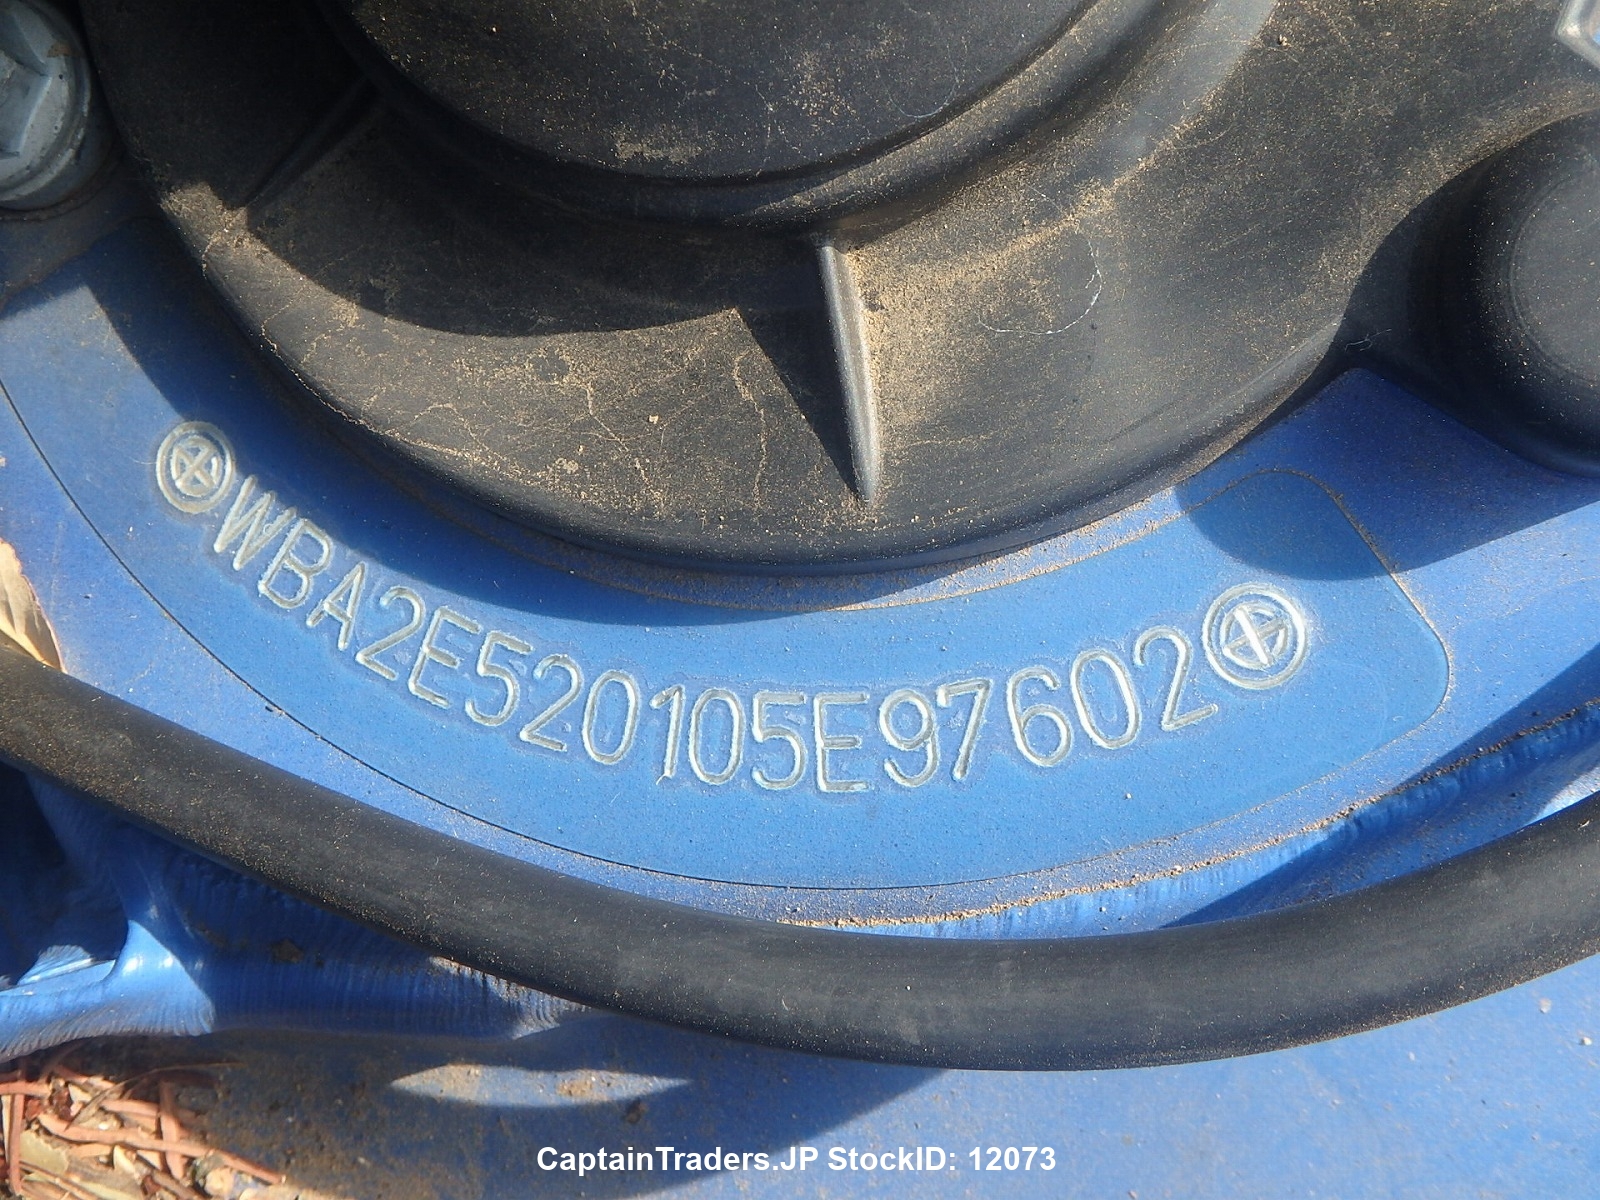 WBA2E520105E97602
CaptainTraders.JP StockID: 12073